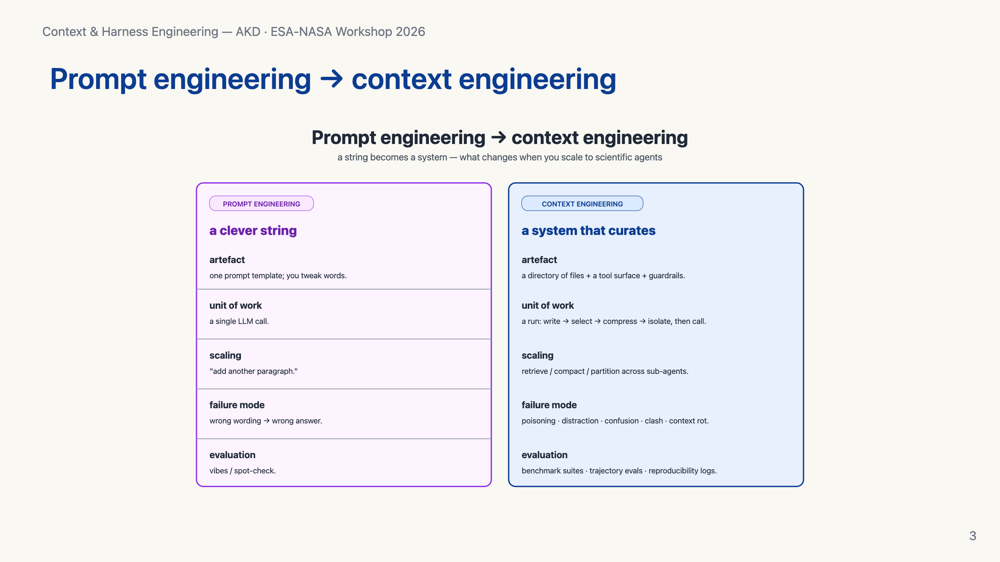 Context & Harness Engineering — AKD · ESA-NASA Workshop 2026
Prompt engineering → context engineering
Prompt engineering → context engineering
a string becomes a system — what changes when you scale to scientific agents
PROMPT ENGINEERING
a clever string
artefact
one prompt template; you tweak words.
unit of work
a single LLM call.
scaling
"add another paragraph."
failure mode
wrong wording → wrong answer.
evaluation
vibes / spot-check.
CONTEXT ENGINEERING
a system that curates
artefact
a directory of files + a tool surface + guardrails.
unit of work
a run: write → select → compress → isolate, then call.
scaling
retrieve / compact / partition across sub-agents.
failure mode
poisoning · distraction · confusion · clash · context rot.
evaluation
benchmark suites · trajectory evals · reproducibility logs.
3